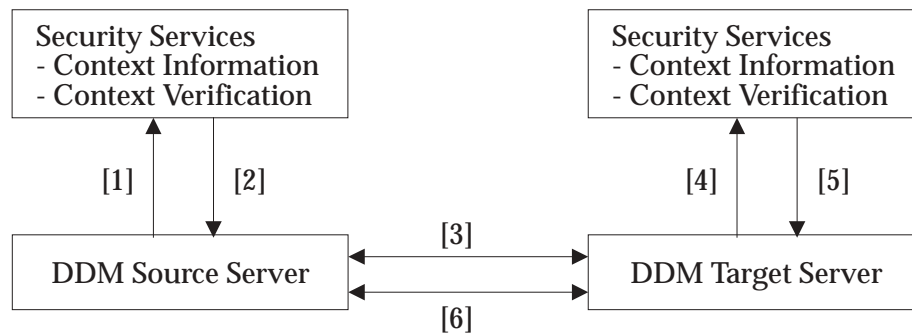 Security Services
- Context Information
- Context Verification
Security Services
- Context Information
- Context Verification
[1]
[2]
[4]
[5]
[3]
DDM Source Server
DDM Target Server
[6]